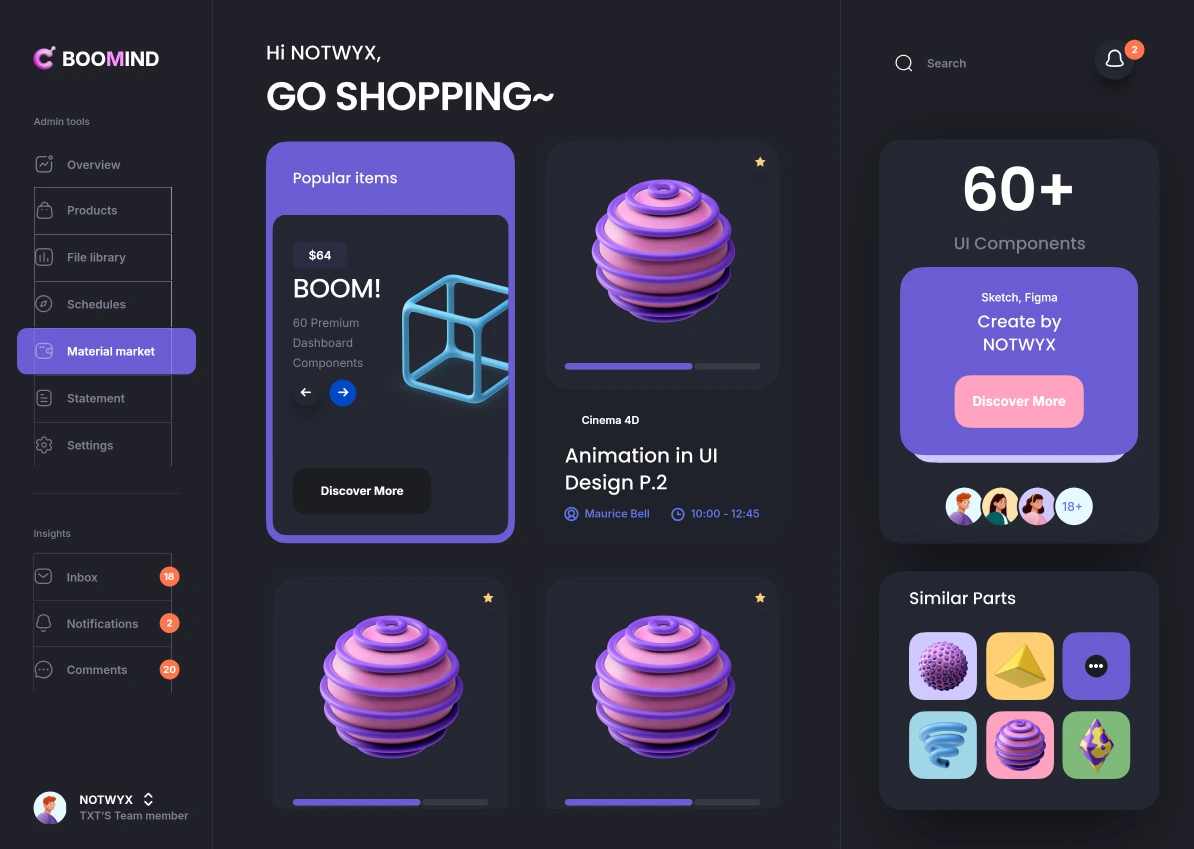 BOOMIND
Admin tools
Overview
Products
File library
Schedules
Material market
Statement
Settings
Insights
Inbox
18
Notifications
2
Comments
20
NOTWYX
TXT'S Team member
Hi NOTWYX,
GO SHOPPING~
Popular items
$64
BOOM!
60 Premium
Dashboard
Components
Discover More
Cinema 4D
Animation in UI
Design P.2
Maurice Bell
10:00 - 12:45
Search
2
60+
UI Components
Sketch, Figma
Create by
NOTWYX
Discover More
18+
Similar Parts